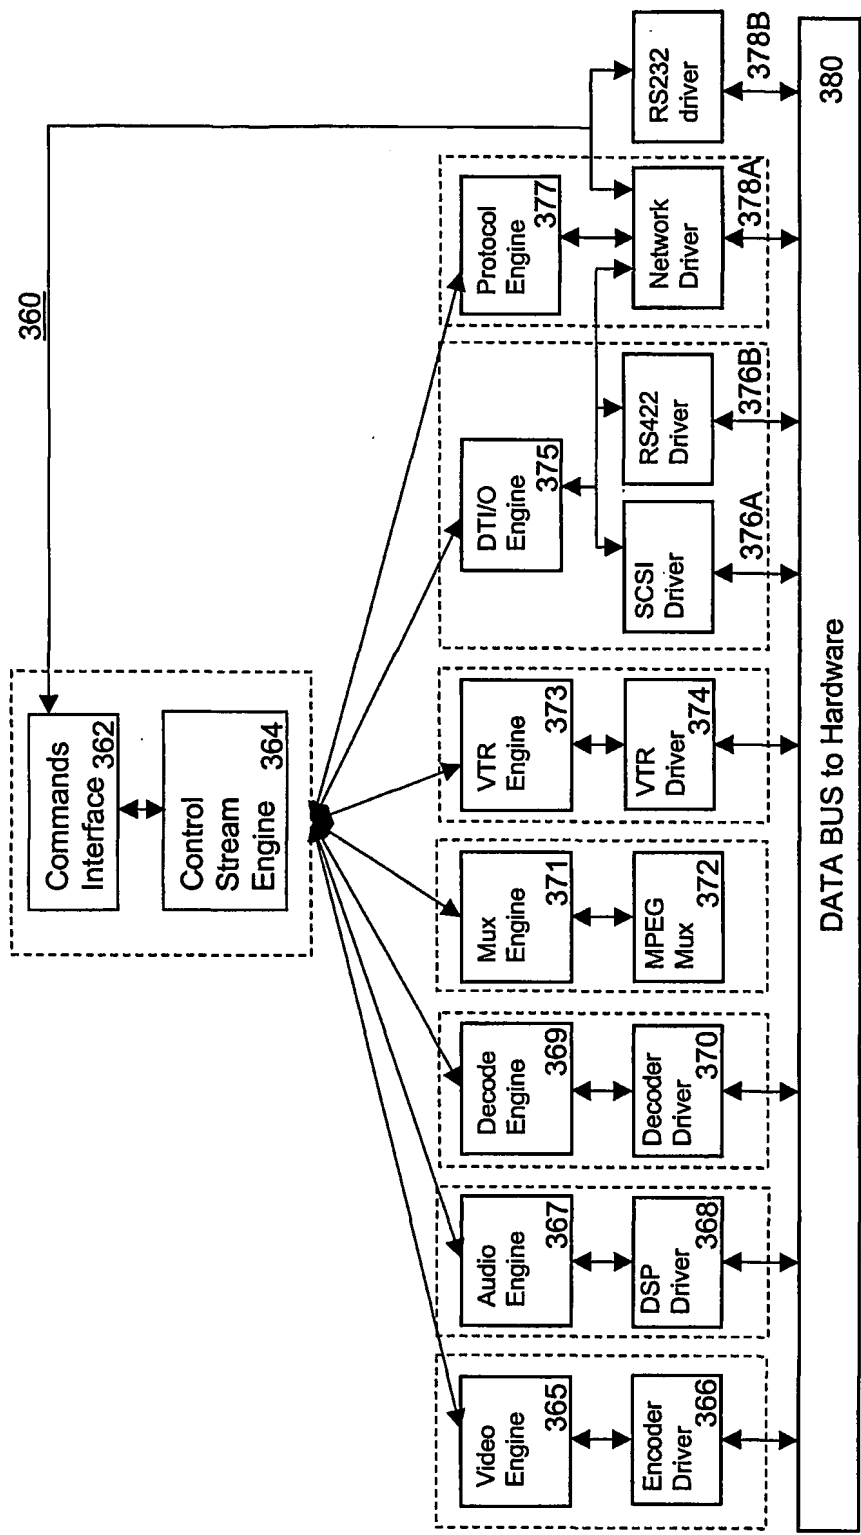 360
Commands
Interface 362
Control
Stream
Engine 364
Video
Engine
365
Audio
Engine
367
Decode
Engine
369
Mux
Engine
371
VTR
Engine
373
DTI/O
Engine
375
Protocol
Engine
377
Encoder
Driver
366
DSP
Driver
368
Decoder
Driver
370
MPEG
Mux
372
VTR
Driver
374
SCSI
Driver
376A
RS422
Driver
376B
Network
Driver
378A
RS232
driver
378B
DATA BUS to Hardware
380